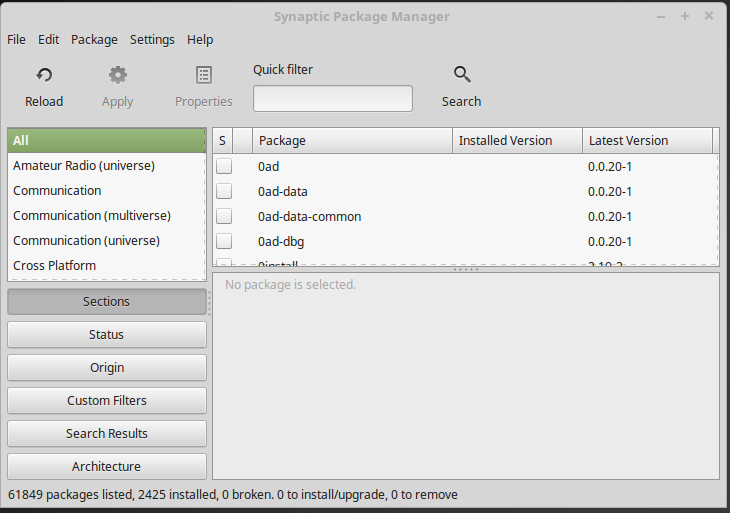 Synaptic Package Manager
File Edit Package Settings Help
Quick filter
Reload Apply Properties Search
All
Amateur Radio (universe)
Communication
Communication (multiverse)
Communication (universe)
Cross Platform
Sections
Status
Origin
Custom Filters
Search Results
Architecture
S Package Installed Version Latest Version
0ad 0.0.20-1
0ad-data 0.0.20-1
0ad-data-common 0.0.20-1
0ad-dbg 0.0.20-1
0install
No package is selected.
61849 packages listed, 2425 installed, 0 broken. 0 to install/upgrade, 0 to remove